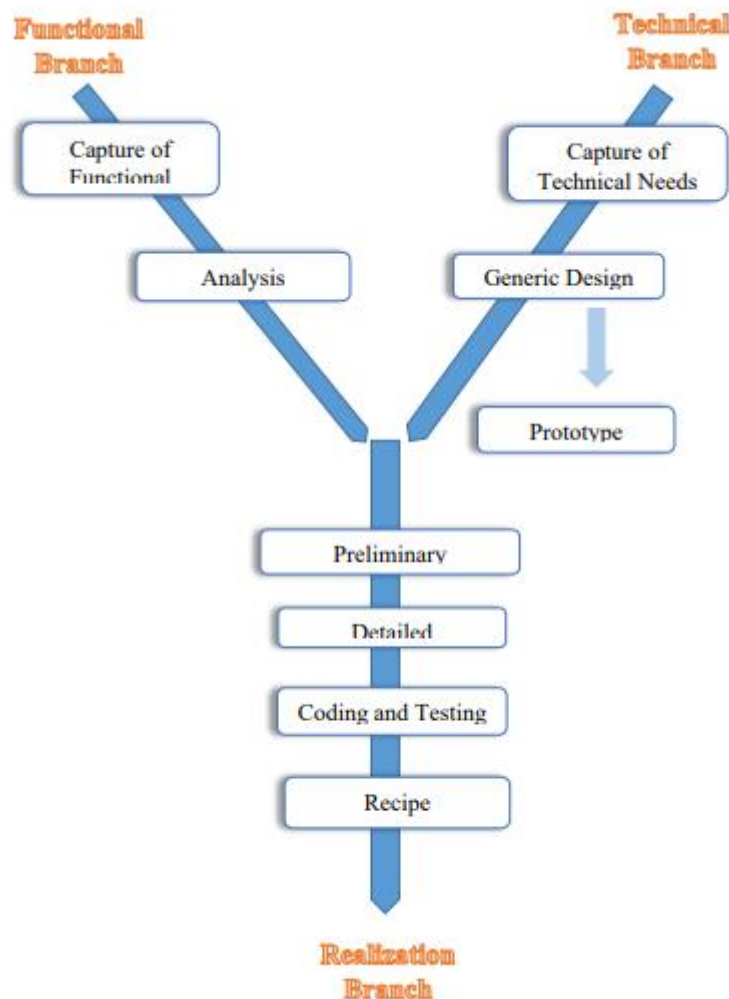 Functional
Branch
Technical
Branch
Capture of
Functional
Capture of
Technical Needs
Analysis
Generic Design
Prototype
Preliminary
Detailed
Coding and Testing
Recipe
Realization
Branch